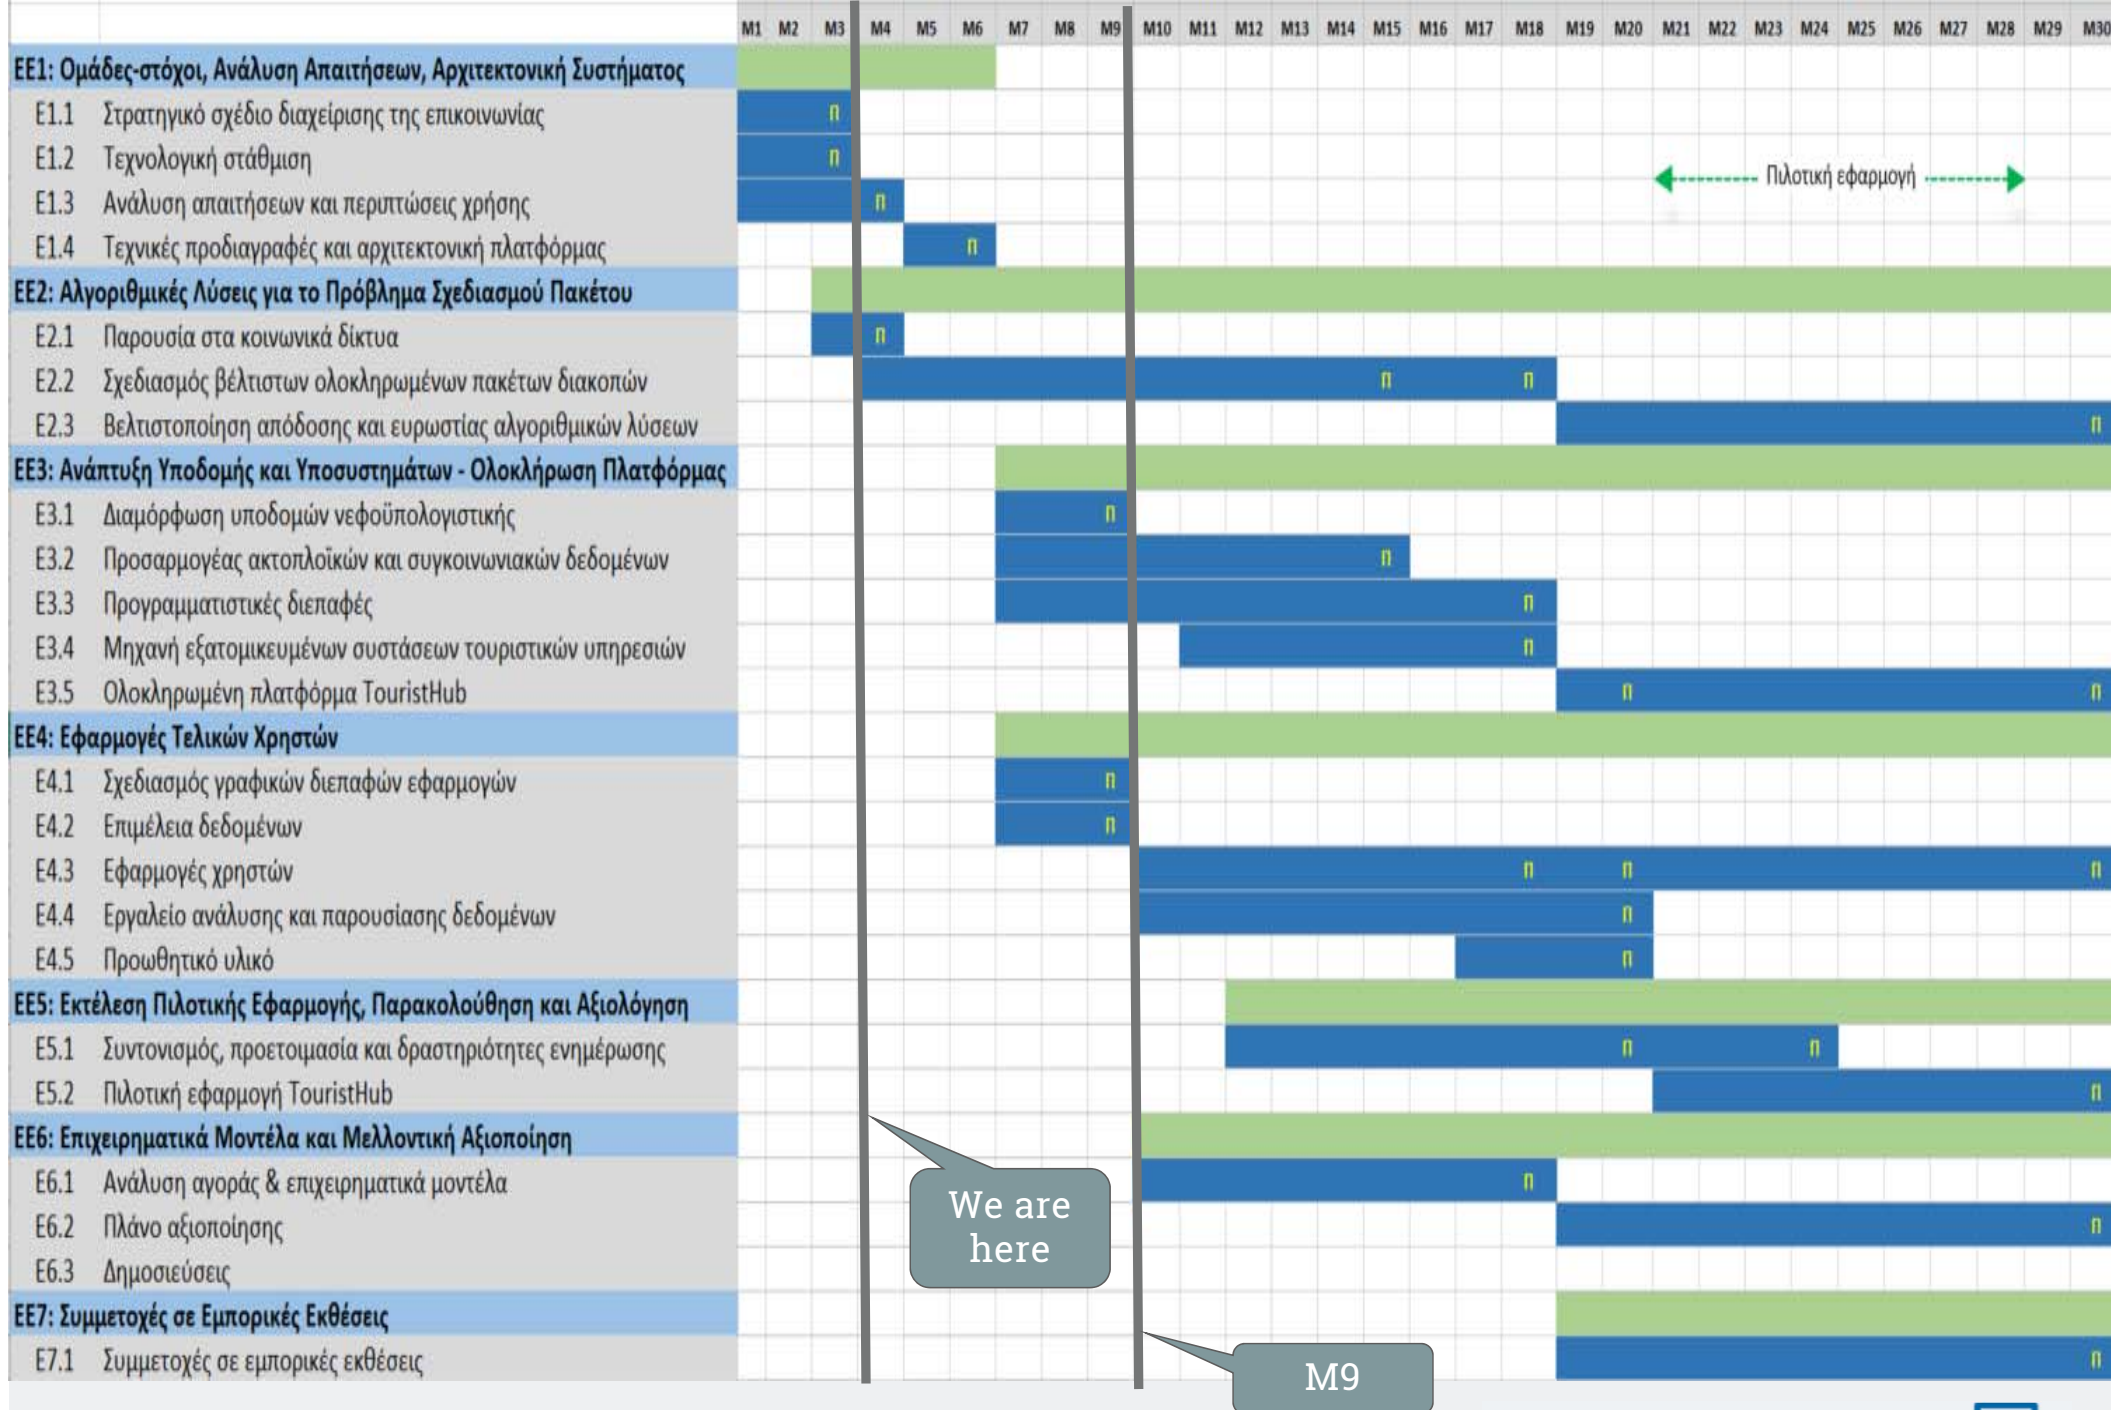 M1 M2 M3 M4 M5 M6 M7 M8 M9 M10 M11 M12 M13 M14 M15 M16 M17 M18 M19 M20 M21 M22 M23 M24 M25 M26 M27 M28 M29 M30
ΕΕ1: Ομάδες-στόχοι, Ανάλυση Απαιτήσεων, Αρχιτεκτονική Συστήματος
Ε1.1 Στρατηγικό σχέδιο διαχείρισης της επικοινωνίας Π
Ε1.2 Τεχνολογική στάθμιση Π
Πιλοτική εφαρμογή
Ε1.3 Ανάλυση απαιτήσεων και περιπτώσεις χρήσης Π
Ε1.4 Τεχνικές προδιαγραφές και αρχιτεκτονική πλατφόρμας Π
ΕΕ2: Αλγοριθμικές Λύσεις για το Πρόβλημα Σχεδιασμού Πακέτου
Ε2.1 Παρουσία στα κοινωνικά δίκτυα Π
Ε2.2 Σχεδιασμός βέλτιστων ολοκληρωμένων πακέτων διακοπών Π Π
Ε2.3 Βελτιστοποίηση απόδοσης και ευρωστίας αλγοριθμικών λύσεων Π
ΕΕ3: Ανάπτυξη Υποδομής και Υποσυστημάτων - Ολοκλήρωση Πλατφόρμας
Ε3.1 Διαμόρφωση υποδομών νεφοϋπολογιστικής Π
Ε3.2 Προσαρμογέας ακτοπλοϊκών και συγκοινωνιακών δεδομένων Π
Ε3.3 Προγραμματιστικές διεπαφές Π
Ε3.4 Μηχανή εξατομικευμένων συστάσεων τουριστικών υπηρεσιών Π
Ε3.5 Ολοκληρωμένη πλατφόρμα TouristHub Π Π
ΕΕ4: Εφαρμογές Τελικών Χρηστών
Ε4.1 Σχεδιασμός γραφικών διεπαφών εφαρμογών Π
Ε4.2 Επιμέλεια δεδομένων Π
Ε4.3 Εφαρμογές χρηστών Π Π Π
Ε4.4 Εργαλείο ανάλυσης και παρουσίασης δεδομένων Π
Ε4.5 Προωθητικό υλικό Π
ΕΕ5: Εκτέλεση Πιλοτικής Εφαρμογής, Παρακολούθηση και Αξιολόγηση
Ε5.1 Συντονισμός, προετοιμασία και δραστηριότητες ενημέρωσης Π Π
Ε5.2 Πιλοτική εφαρμογή TouristHub Π
ΕΕ6: Επιχειρηματικά Μοντέλα και Μελλοντική Αξιοποίηση
Ε6.1 Ανάλυση αγοράς & επιχειρηματικά μοντέλα Π
Ε6.2 Πλάνο αξιοποίησης Π
Ε6.3 Δημοσιεύσεις
We are
here
ΕΕ7: Συμμετοχές σε Εμπορικές Εκθέσεις
Ε7.1 Συμμετοχές σε εμπορικές εκθέσεις Π
M9